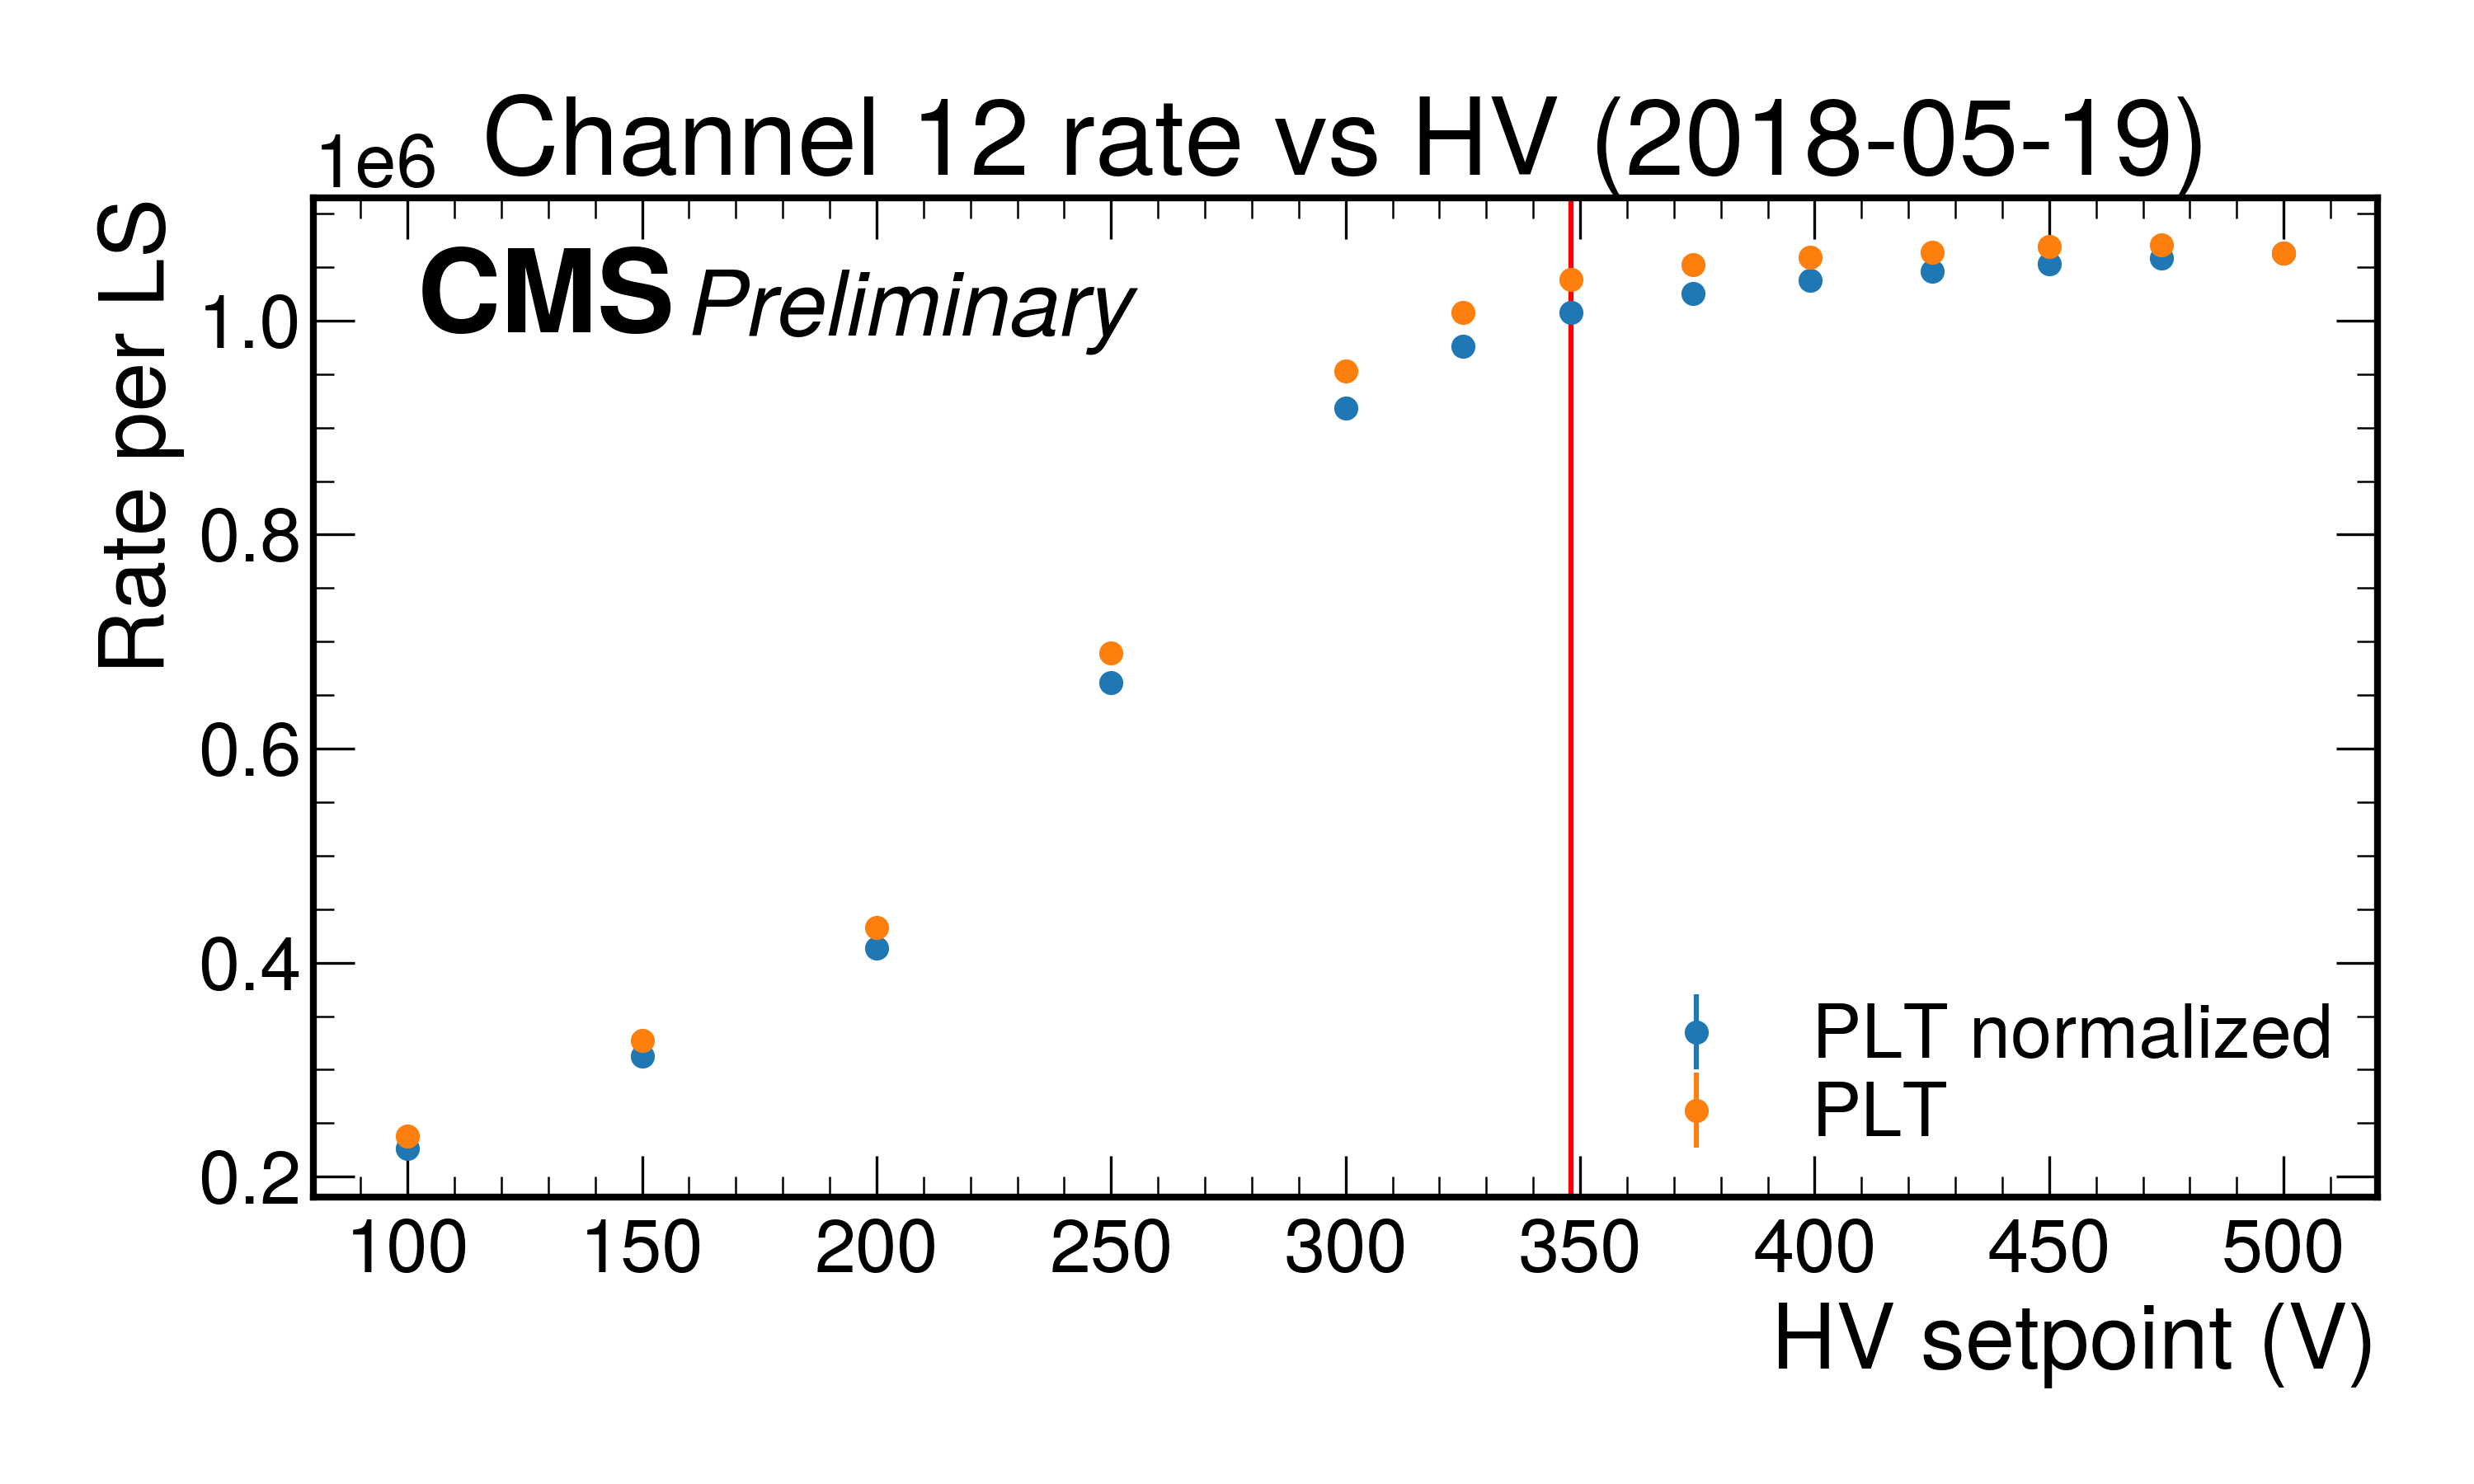 Channel 12 rate vs HV (2018-05-19)
1e6
CMS Preliminary
Rate per LS
1.0
0.8
0.6
0.4
0.2
PLT normalized
PLT
100 150 200 250 300 350 400 450 500
HV setpoint (V)